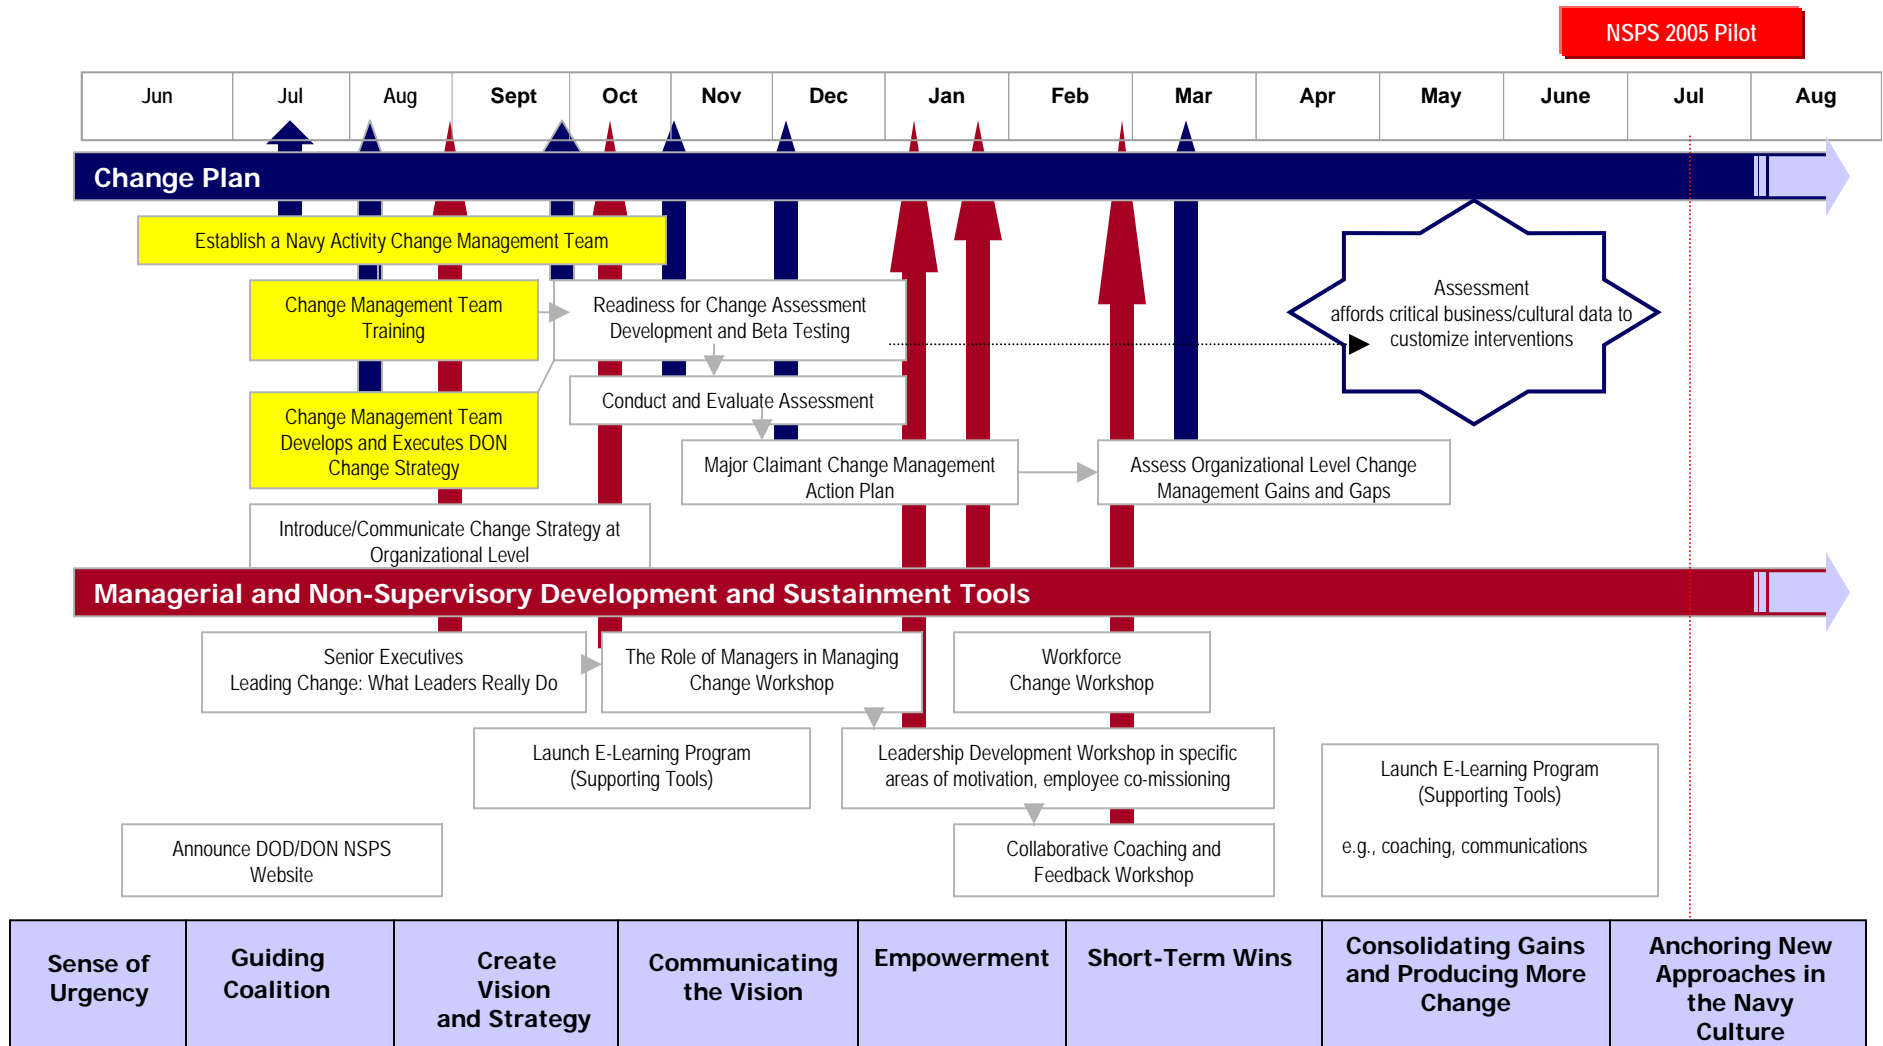 NSPS 2005 Pilot
Jun Jul Aug Sept Oct Nov Dec Jan Feb Mar Apr May June Jul Aug
Change Plan
Establish a Navy Activity Change Management Team
Change Management Team
Training
Readiness for Change Assessment
Development and Beta Testing
Assessment
affords critical business/cultural data to
customize interventions
Conduct and Evaluate Assessment
Change Management Team
Develops and Executes DON
Change Strategy
Major Claimant Change Management
Action Plan
Assess Organizational Level Change
Management Gains and Gaps
Introduce/Communicate Change Strategy at
Organizational Level
Managerial and Non-Supervisory Development and Sustainment Tools
Senior Executives
Leading Change: What Leaders Really Do
The Role of Managers in Managing
Change Workshop
Workforce
Change Workshop
Launch E-Learning Program
(Supporting Tools)
Leadership Development Workshop in specific
areas of motivation, employee co-missioning
Launch E-Learning Program
(Supporting Tools)
e.g., coaching, communications
Announce DOD/DON NSPS
Website
Collaborative Coaching and
Feedback Workshop
Sense of
Urgency
Guiding
Coalition
Create
Vision
and Strategy
Communicating
the Vision
Empowerment
Short-Term Wins
Consolidating Gains
and Producing More
Change
Anchoring New
Approaches in
the Navy
Culture